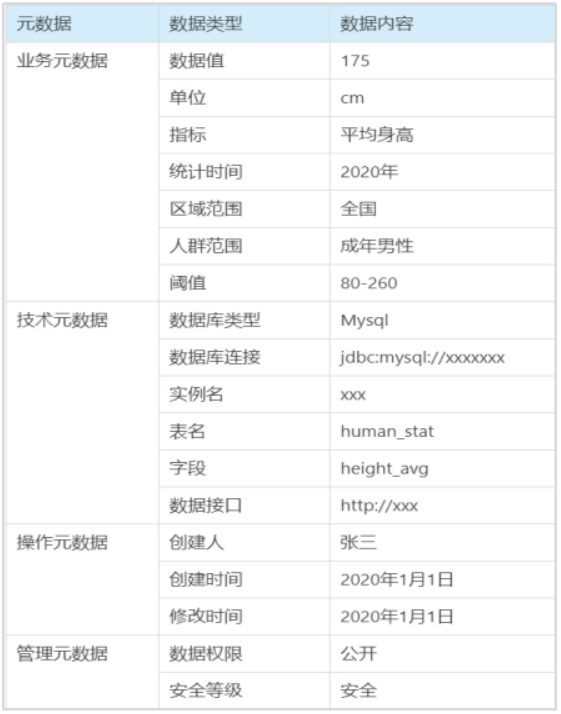 元数据 数据类型 数据内容
业务元数据 数据值 175
单位 cm
指标 平均身高
统计时间 2020年
区域范围 全国
人群范围 成年男性
阈值 80-260
技术元数据 数据库类型 Mysql
数据库连接 jdbc:mysql://xxxxxxx
实例名 xxx
表名 human_stat
字段 height_avg
数据接口 http://xxx
操作元数据 创建人 张三
创建时间 2020年1月1日
修改时间 2020年1月1日
管理元数据 数据权限 公开
安全等级 安全